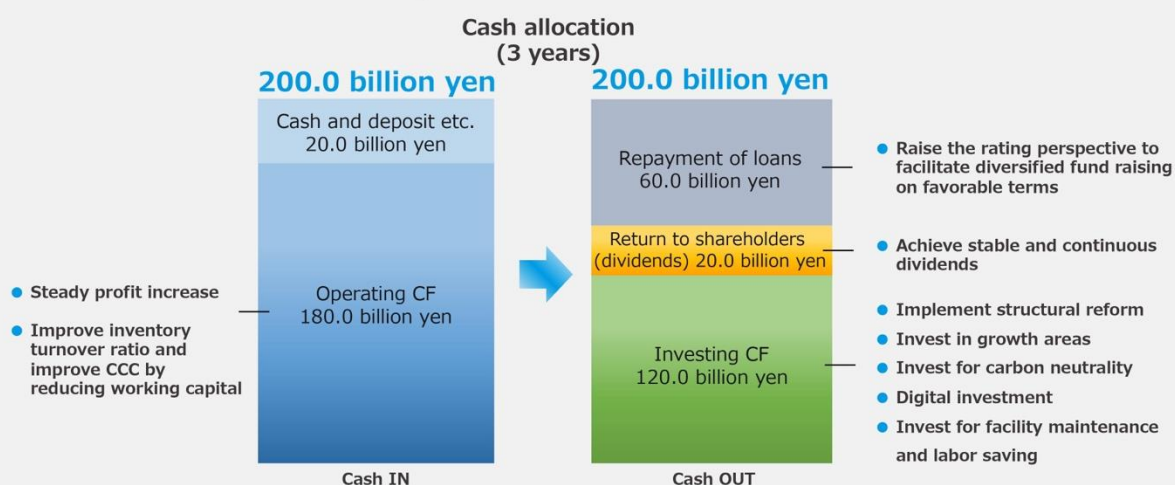 Cash allocation
(3 years)
200.0 billion yen
Cash and deposit etc.
20.0 billion yen
Operating CF
180.0 billion yen
Steady profit increase
Improve inventory
turnover ratio and
improve CCC by
reducing working capital
Cash IN
200.0 billion yen
Repayment of loans
60.0 billion yen
Return to shareholders
(dividends) 20.0 billion yen
Investing CF
120.0 billion yen
Cash OUT
Raise the rating perspective to
facilitate diversified fund raising
on favorable terms
Achieve stable and continuous
dividends
Implement structural reform
Invest in growth areas
Invest for carbon neutrality
Digital investment
Invest for facility maintenance
and labor saving